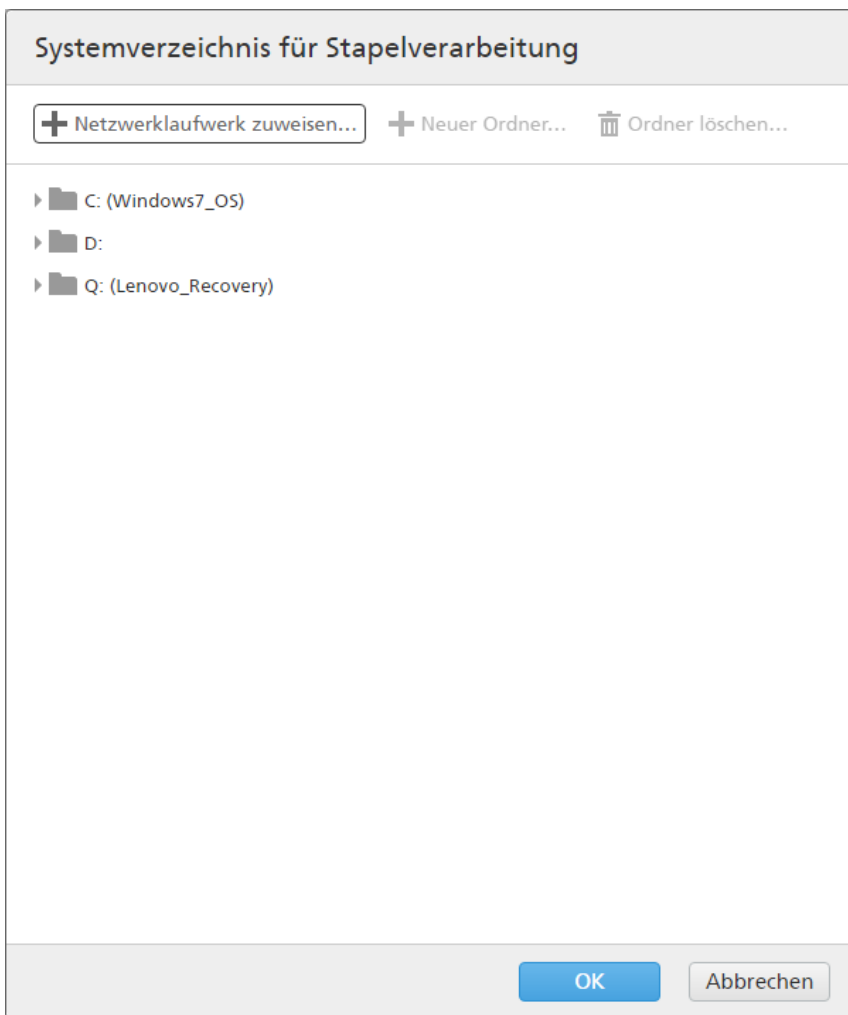 Systemverzeichnis für Stapelverarbeitung
Netzwerklaufwerk zuweisen... Neuer Ordner... Ordner löschen...
C: (Windows7_OS)
D:
Q: (Lenovo_Recovery)
OK Abbrechen